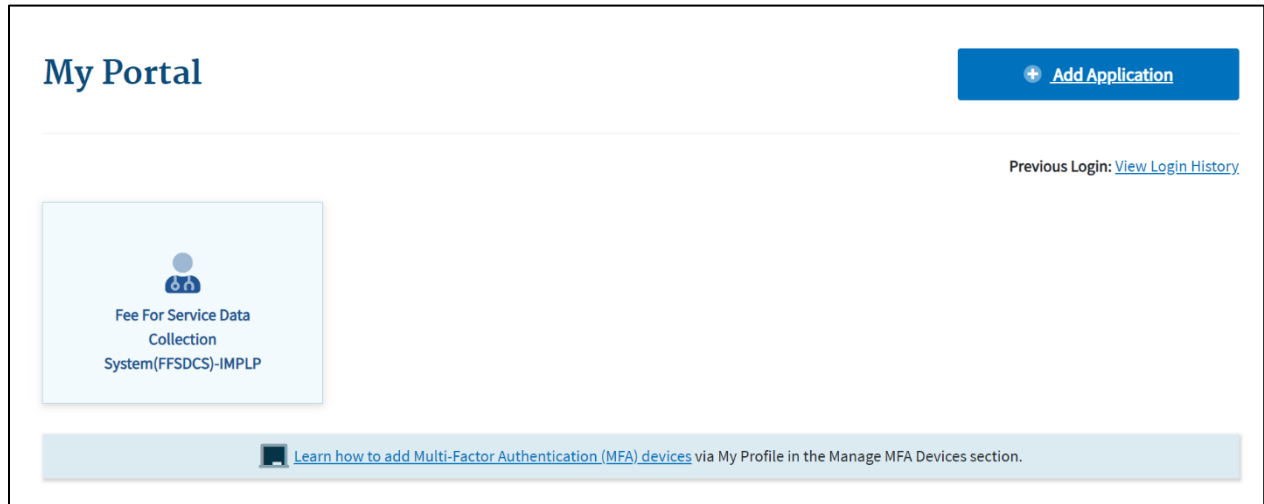 My Portal
Add Application
Previous Login: View Login History
Fee For Service Data
Collection
System(FFSDCS)-IMPLP
Learn how to add Multi-Factor Authentication (MFA) devices via My Profile in the Manage MFA Devices section.